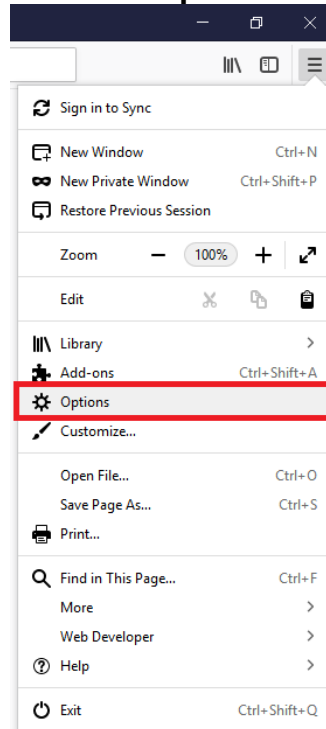 Sign in to Sync
New Window Ctrl+N
New Private Window Ctrl+Shift+P
Restore Previous Session
Zoom − 100% +
Edit
Library >
Add-ons Ctrl+Shift+A
Options
Customize...
Open File... Ctrl+O
Save Page As... Ctrl+S
Print...
Find in This Page... Ctrl+F
More >
Web Developer >
Help >
Exit Ctrl+Shift+Q